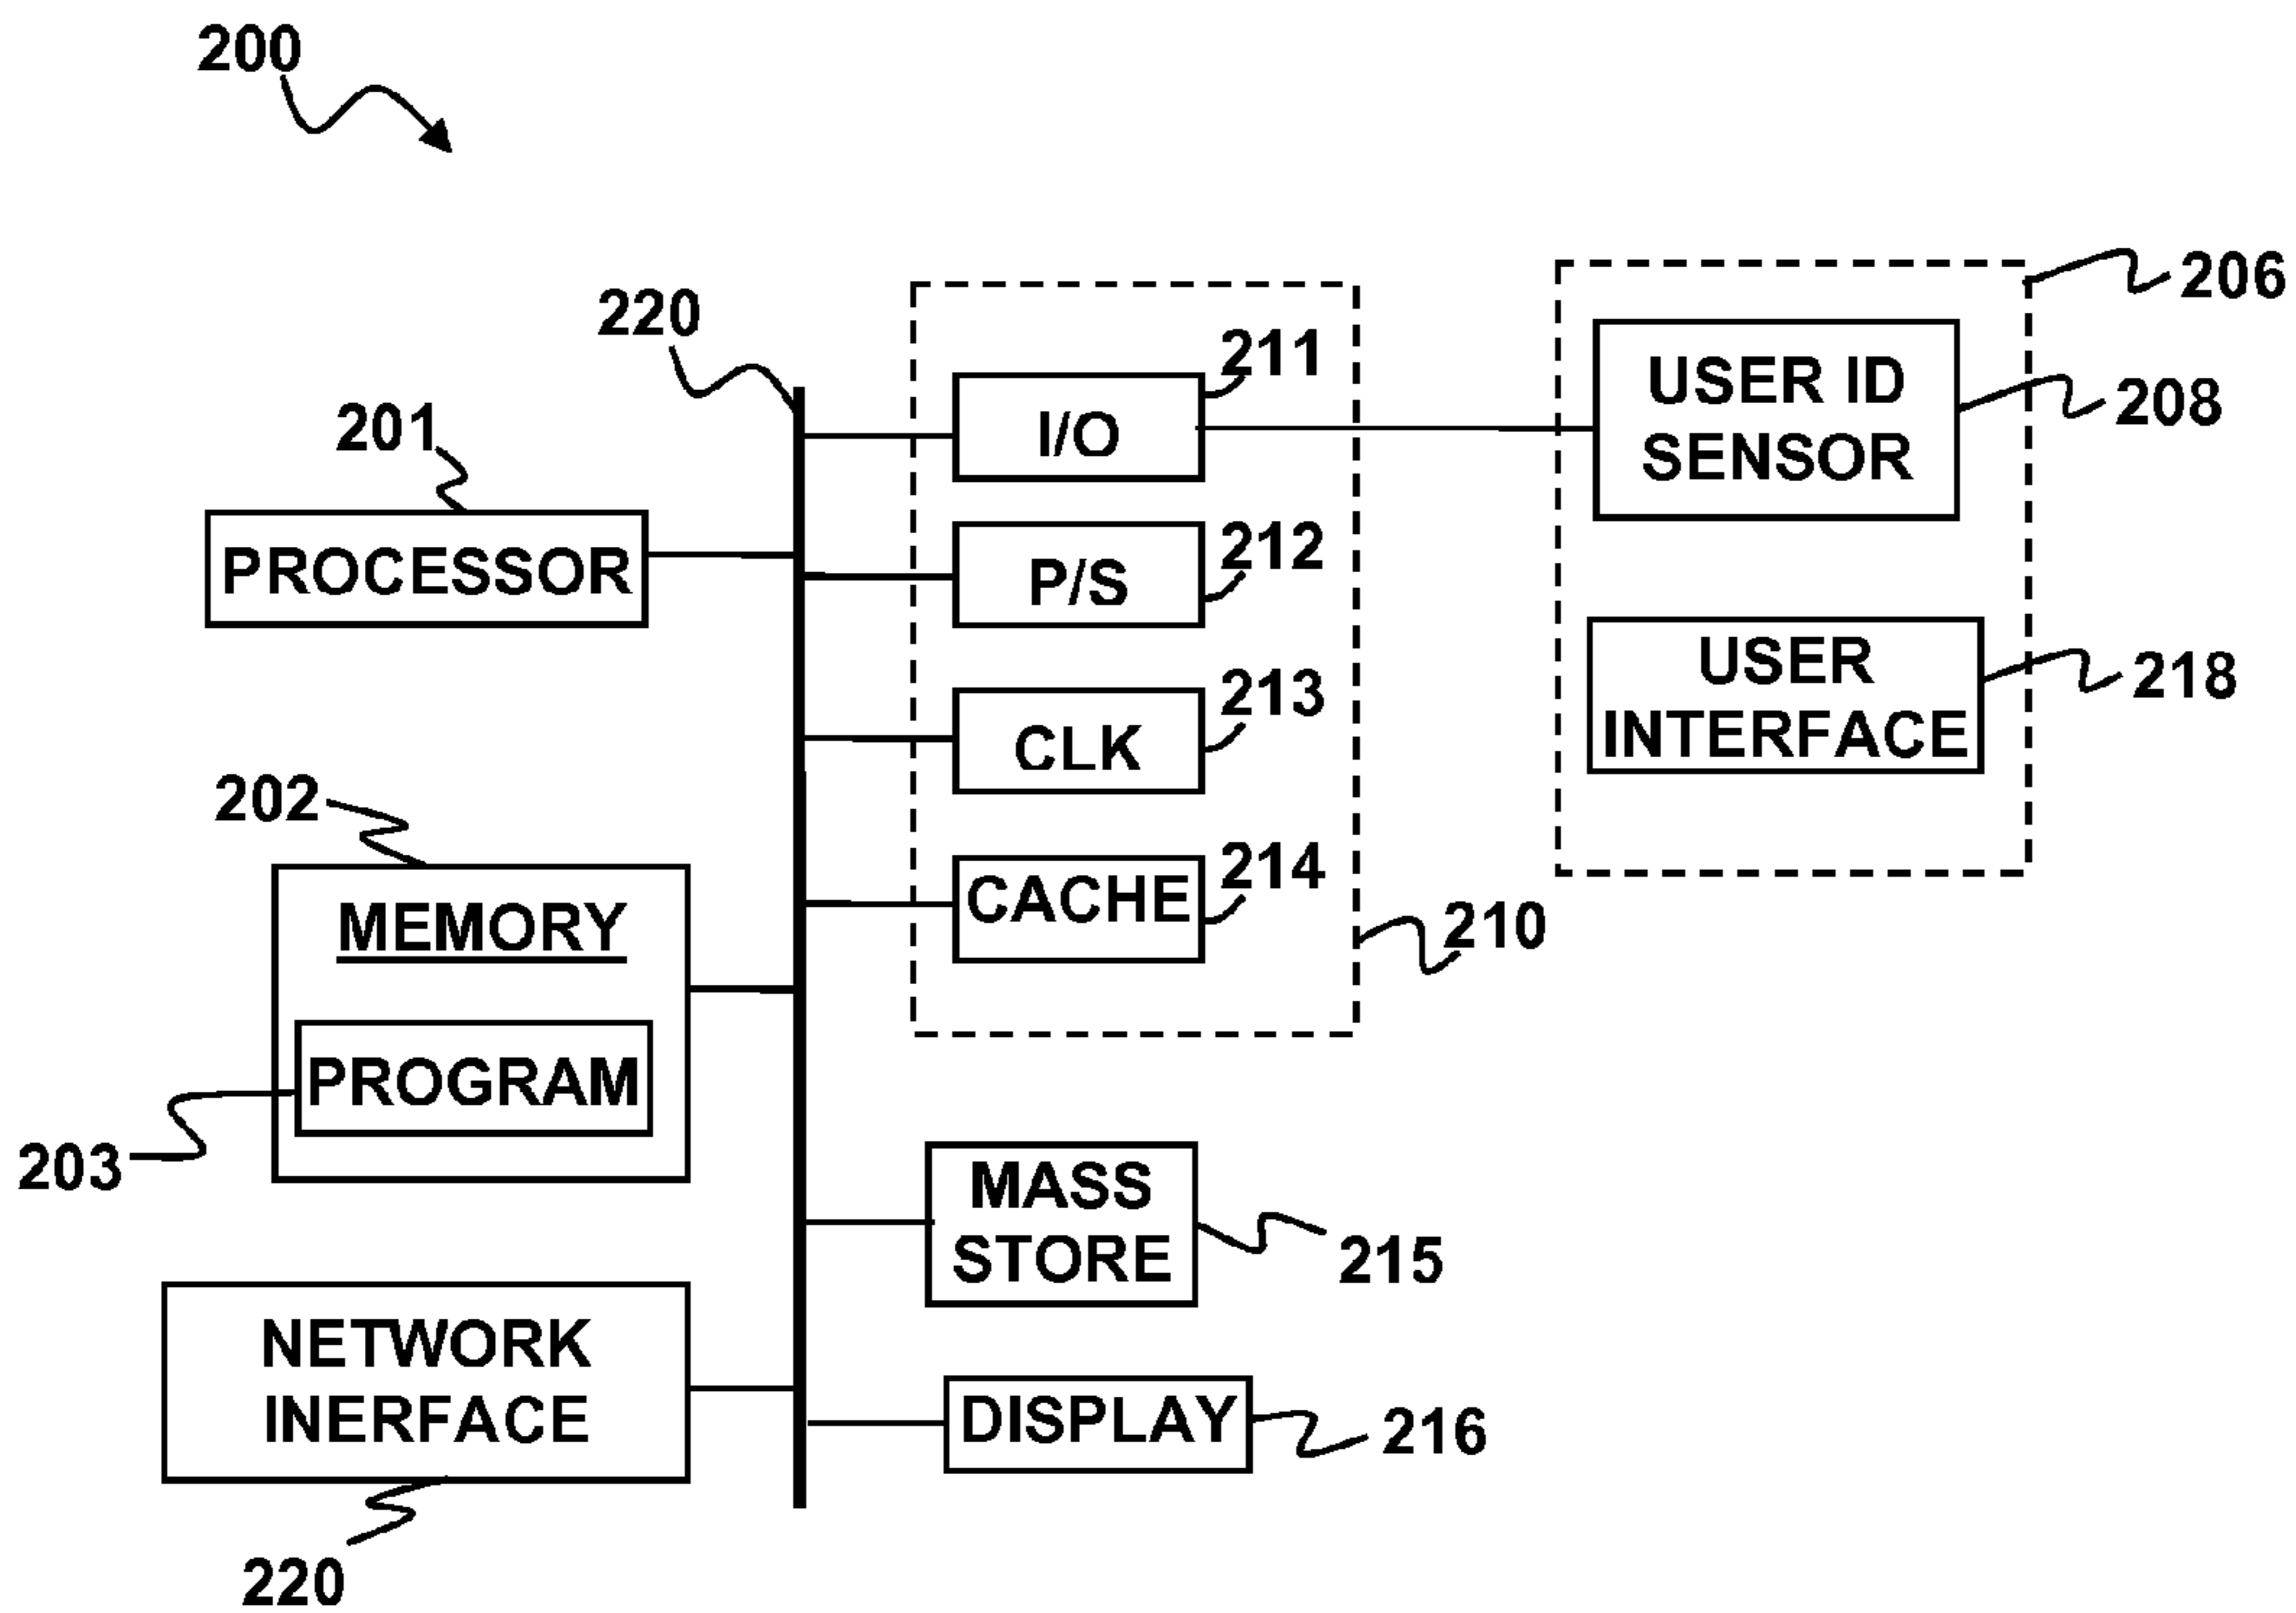 200
206
220
211
I/O
USER ID
SENSOR
208
201
PROCESSOR
212
P/S
USER
INTERFACE
218
213
CLK
202
MEMORY
214
CACHE
210
PROGRAM
203
MASS
STORE
215
NETWORK
INERFACE
DISPLAY
216
220